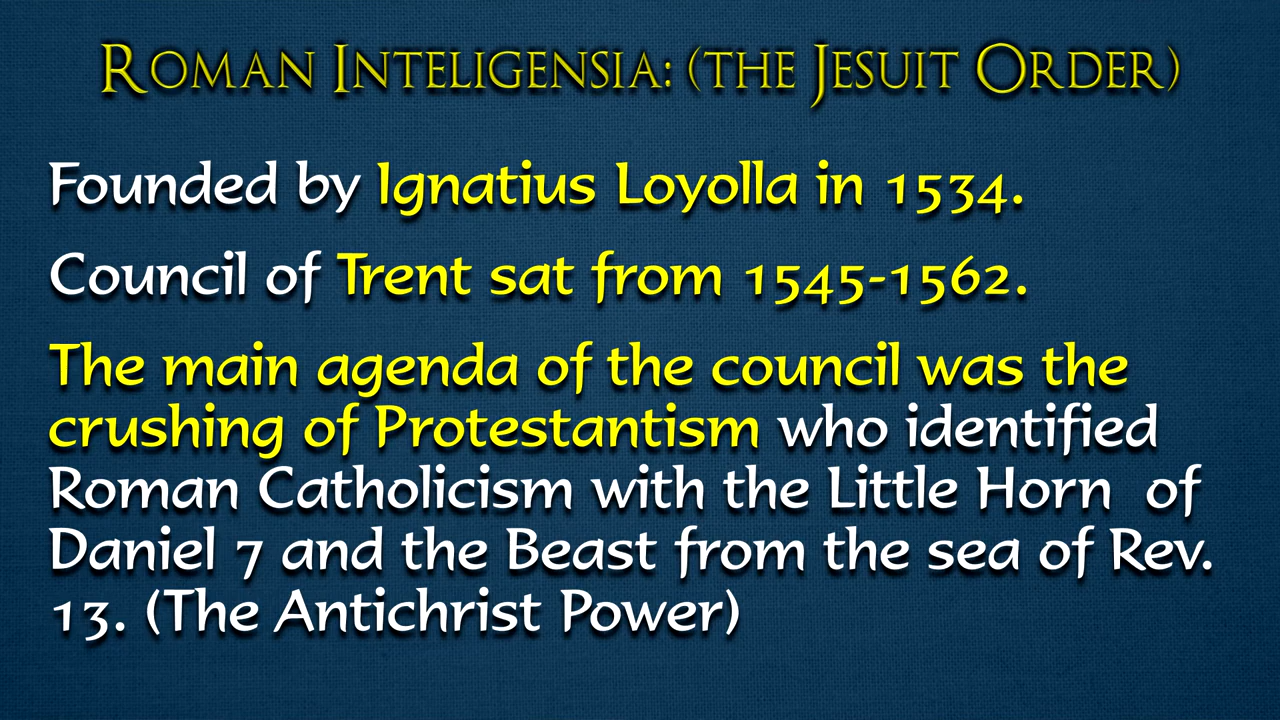 Roman Inteligensia: (the Jesuit Order)
Founded by Ignatius Loyolla in 1534.
Council of Trent sat from 1545-1562.
The main agenda of the council was the
crushing of Protestantism who identified
Roman Catholicism with the Little Horn  of
Daniel 7 and the Beast from the sea of Rev.
13. (The Antichrist Power)